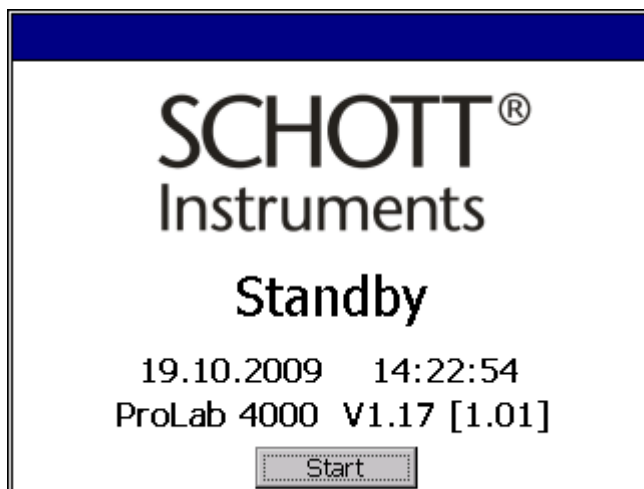 SCHOTT®
Instruments
Standby
19.10.2009 14:22:54
ProLab 4000 V1.17 [1.01]
Start